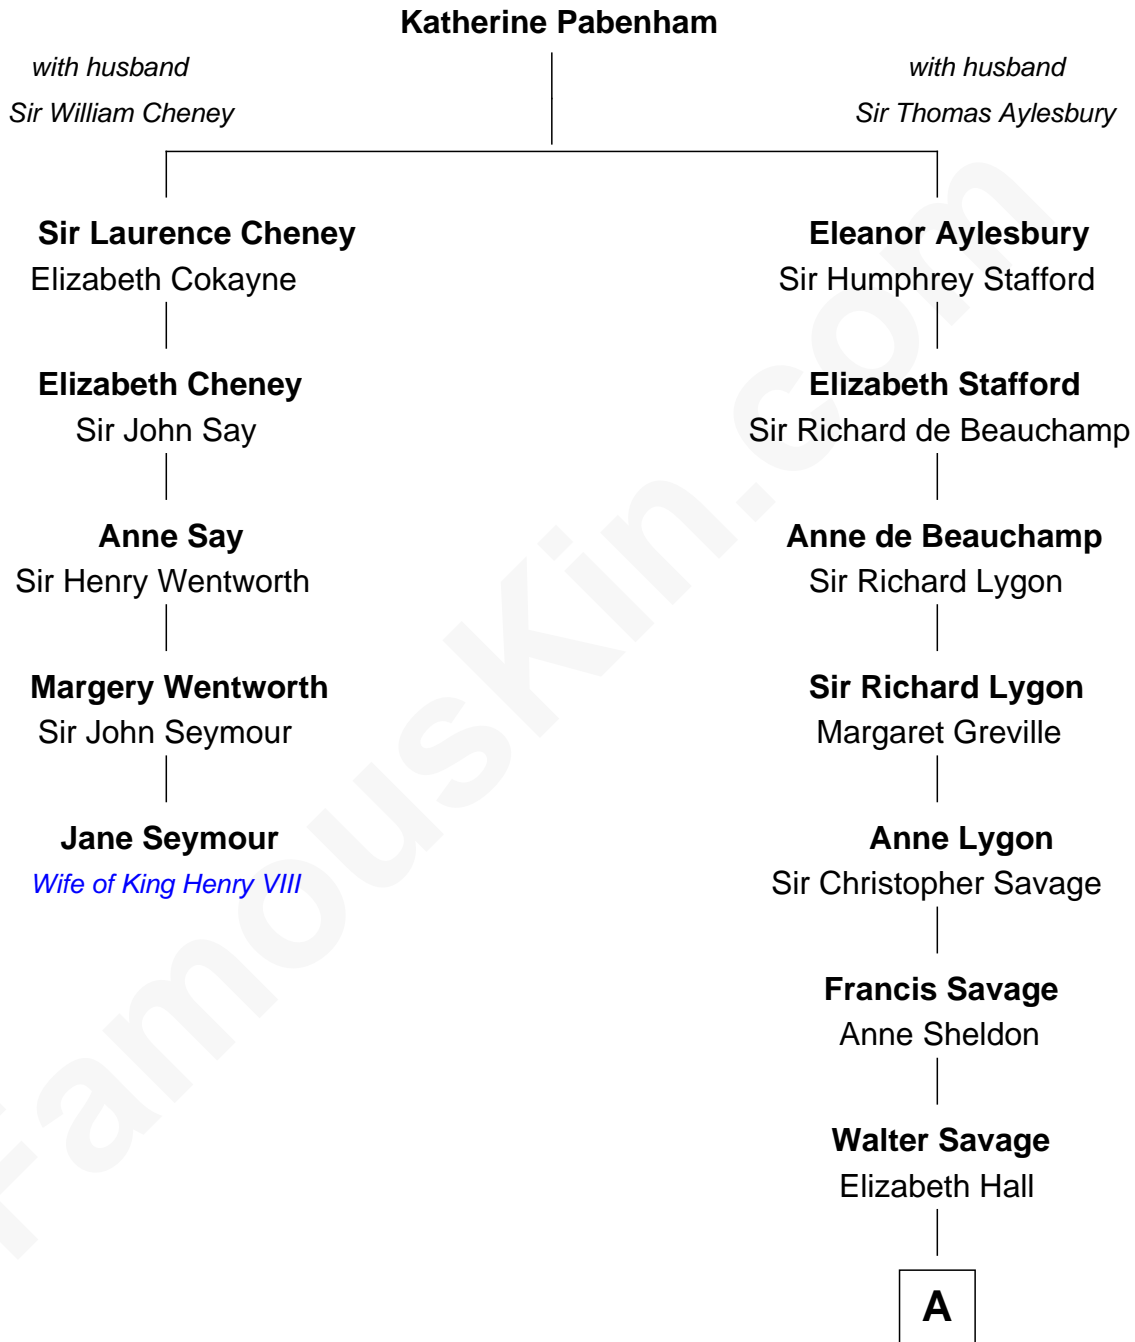 Katherine Pabenham
with husband
Sir William Cheney
with husband
Sir Thomas Aylesbury
Sir Laurence Cheney
Elizabeth Cokayne
Eleanor Aylesbury
Sir Humphrey Stafford
Elizabeth Cheney
Sir John Say
Elizabeth Stafford
Sir Richard de Beauchamp
Anne Say
Sir Henry Wentworth
Anne de Beauchamp
Sir Richard Lygon
Margery Wentworth
Sir John Seymour
Sir Richard Lygon
Margaret Greville
Jane Seymour
Wife of King Henry VIII
Anne Lygon
Sir Christopher Savage
Francis Savage
Anne Sheldon
Walter Savage
Elizabeth Hall
A
FamousKin.com